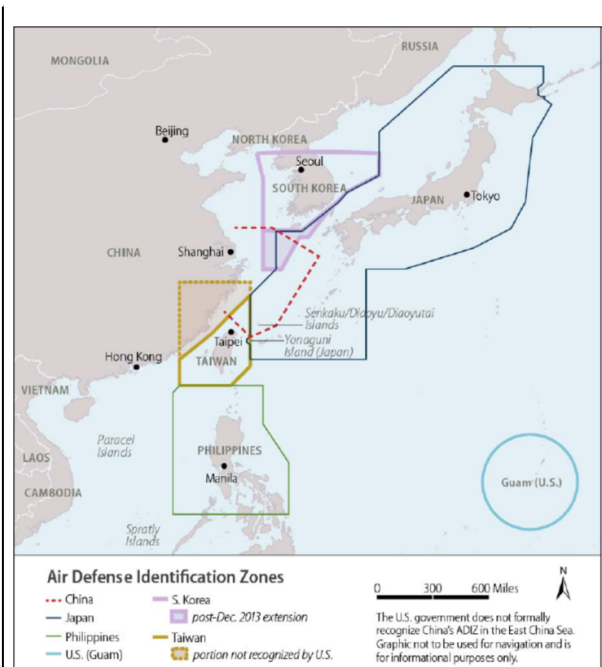 RUSSIA
MONGOLIA
Beijing
NORTH KOREA
Seoul
SOUTH KOREA
JAPAN
Tokyo
CHINA
Shanghai
Senkaku/Diaoyu/Diaoyutai
Islands
Taipei
Yonaguni
Island (Japan)
Hong Kong
TAIWAN
VIETNAM
Paracel
Islands
LAOS
PHILIPPINES
Manila
Guam (U.S.)
CAMBODIA
Spratly
Islands
Air Defense Identification Zones
China
Japan
Philippines
U.S. (Guam)
S. Korea
post-Dec. 2013 extension
Taiwan
portion not recognized by U.S.
0 300 600 Miles
N
The U.S. government does not formally
recognize China's ADIZ in the East China Sea.
Graphic not to be used for navigation and is
for informational purposes only.